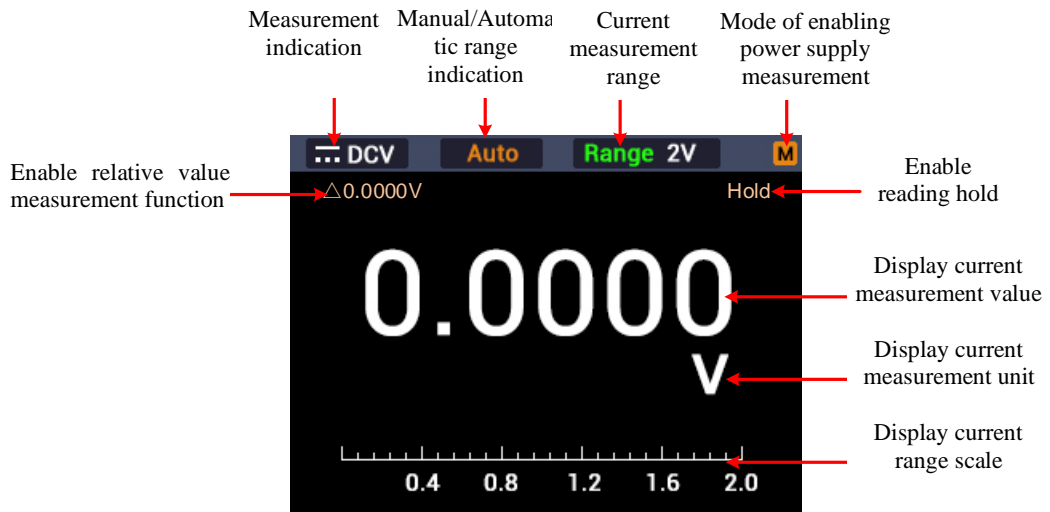 Measurement
indication
Manual/Automa
tic range
indication
Current
measurement
range
Mode of enabling
power supply
measurement
DCV
Auto
Range 2V
M
Enable relative value
measurement function
△0.0000V
Hold
Enable
reading hold
0.0000
Display current
measurement value
V
Display current
measurement unit
Display current
range scale
0.4 0.8 1.2 1.6 2.0